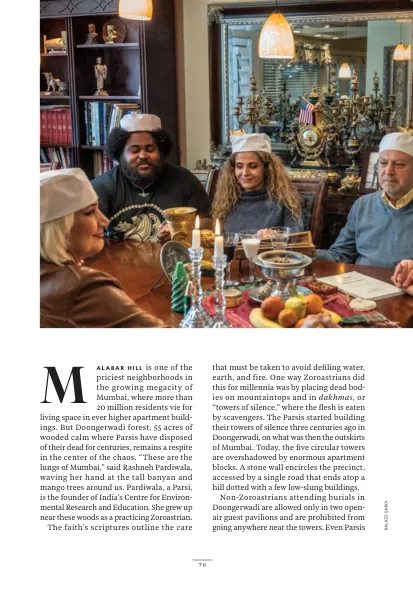 MALABAR HILL is one of the
priciest neighborhoods in
the growing megacity of
Mumbai, where more than
20 million residents vie for
living space in ever higher apartment build-
ings. But Doongerwadi forest, 55 acres of
wooded calm where Parsis have disposed
of their dead for centuries, remains a respite
in the center of the chaos. “These are the
lungs of Mumbai,” said Rashneh Pardiwala,
waving her hand at the tall banyan and
mango trees around us. Pardiwala, a Parsi,
is the founder of India’s Centre for Environ-
mental Research and Education. She grew up
near these woods as a practicing Zoroastrian.
The faith’s scriptures outline the care
that must be taken to avoid defiling water,
earth, and fire. One way Zoroastrians did
this for millennia was by placing dead bod-
ies on mountaintops and in dakhmas, or
“towers of silence,” where the flesh is eaten
by scavengers. The Parsis started building
their towers of silence three centuries ago in
Doongerwadi, on what was then the outskirts
of Mumbai. Today, the five circular towers
are overshadowed by enormous apartment
blocks. A stone wall encircles the precinct,
accessed by a single road that ends atop a
hill dotted with a few low-slung buildings.
Non-Zoroastrians attending burials in
Doongerwadi are allowed only in two open-
air guest pavilions and are prohibited from
going anywhere near the towers. Even Parsis
BALAZS GARDI
76